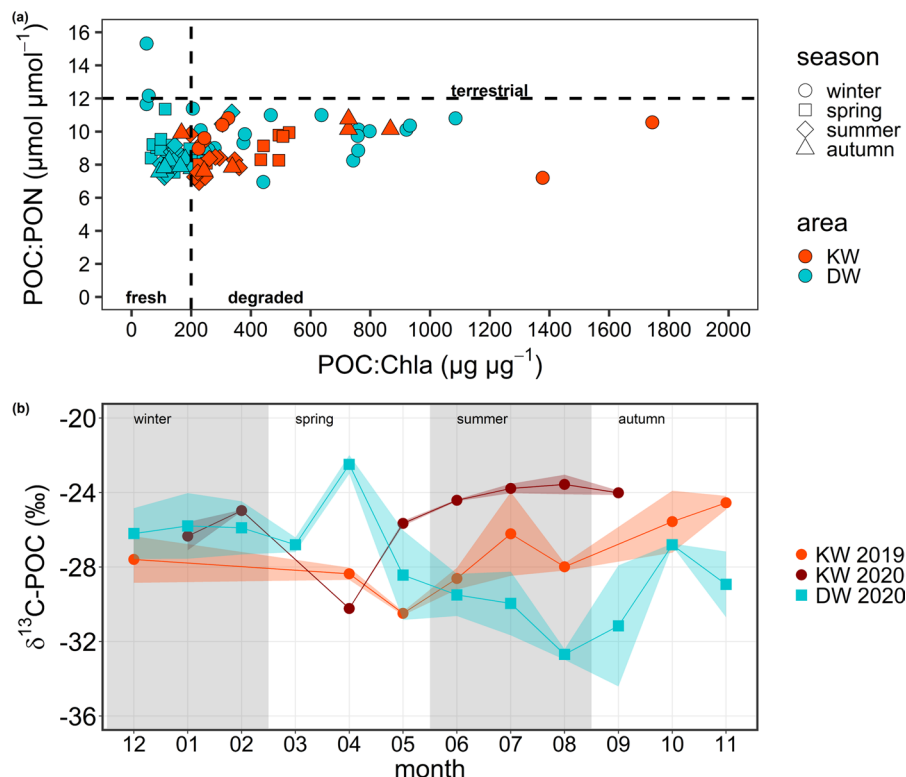 (a)
16
14
12
10
8
6
4
2
0
POC:PON (μmol μmol⁻¹)
terrestrial
fresh
degraded
0 200 400 600 800 1000 1200 1400 1600 1800 2000
POC:Chla (μg μg⁻¹)
season
winter
spring
summer
autumn
area
KW
DW
(b)
winter spring summer autumn
-20
-24
-28
-32
-36
δ¹³C-POC (‰)
12 01 02 03 04 05 06 07 08 09 10 11
month
KW 2019
KW 2020
DW 2020